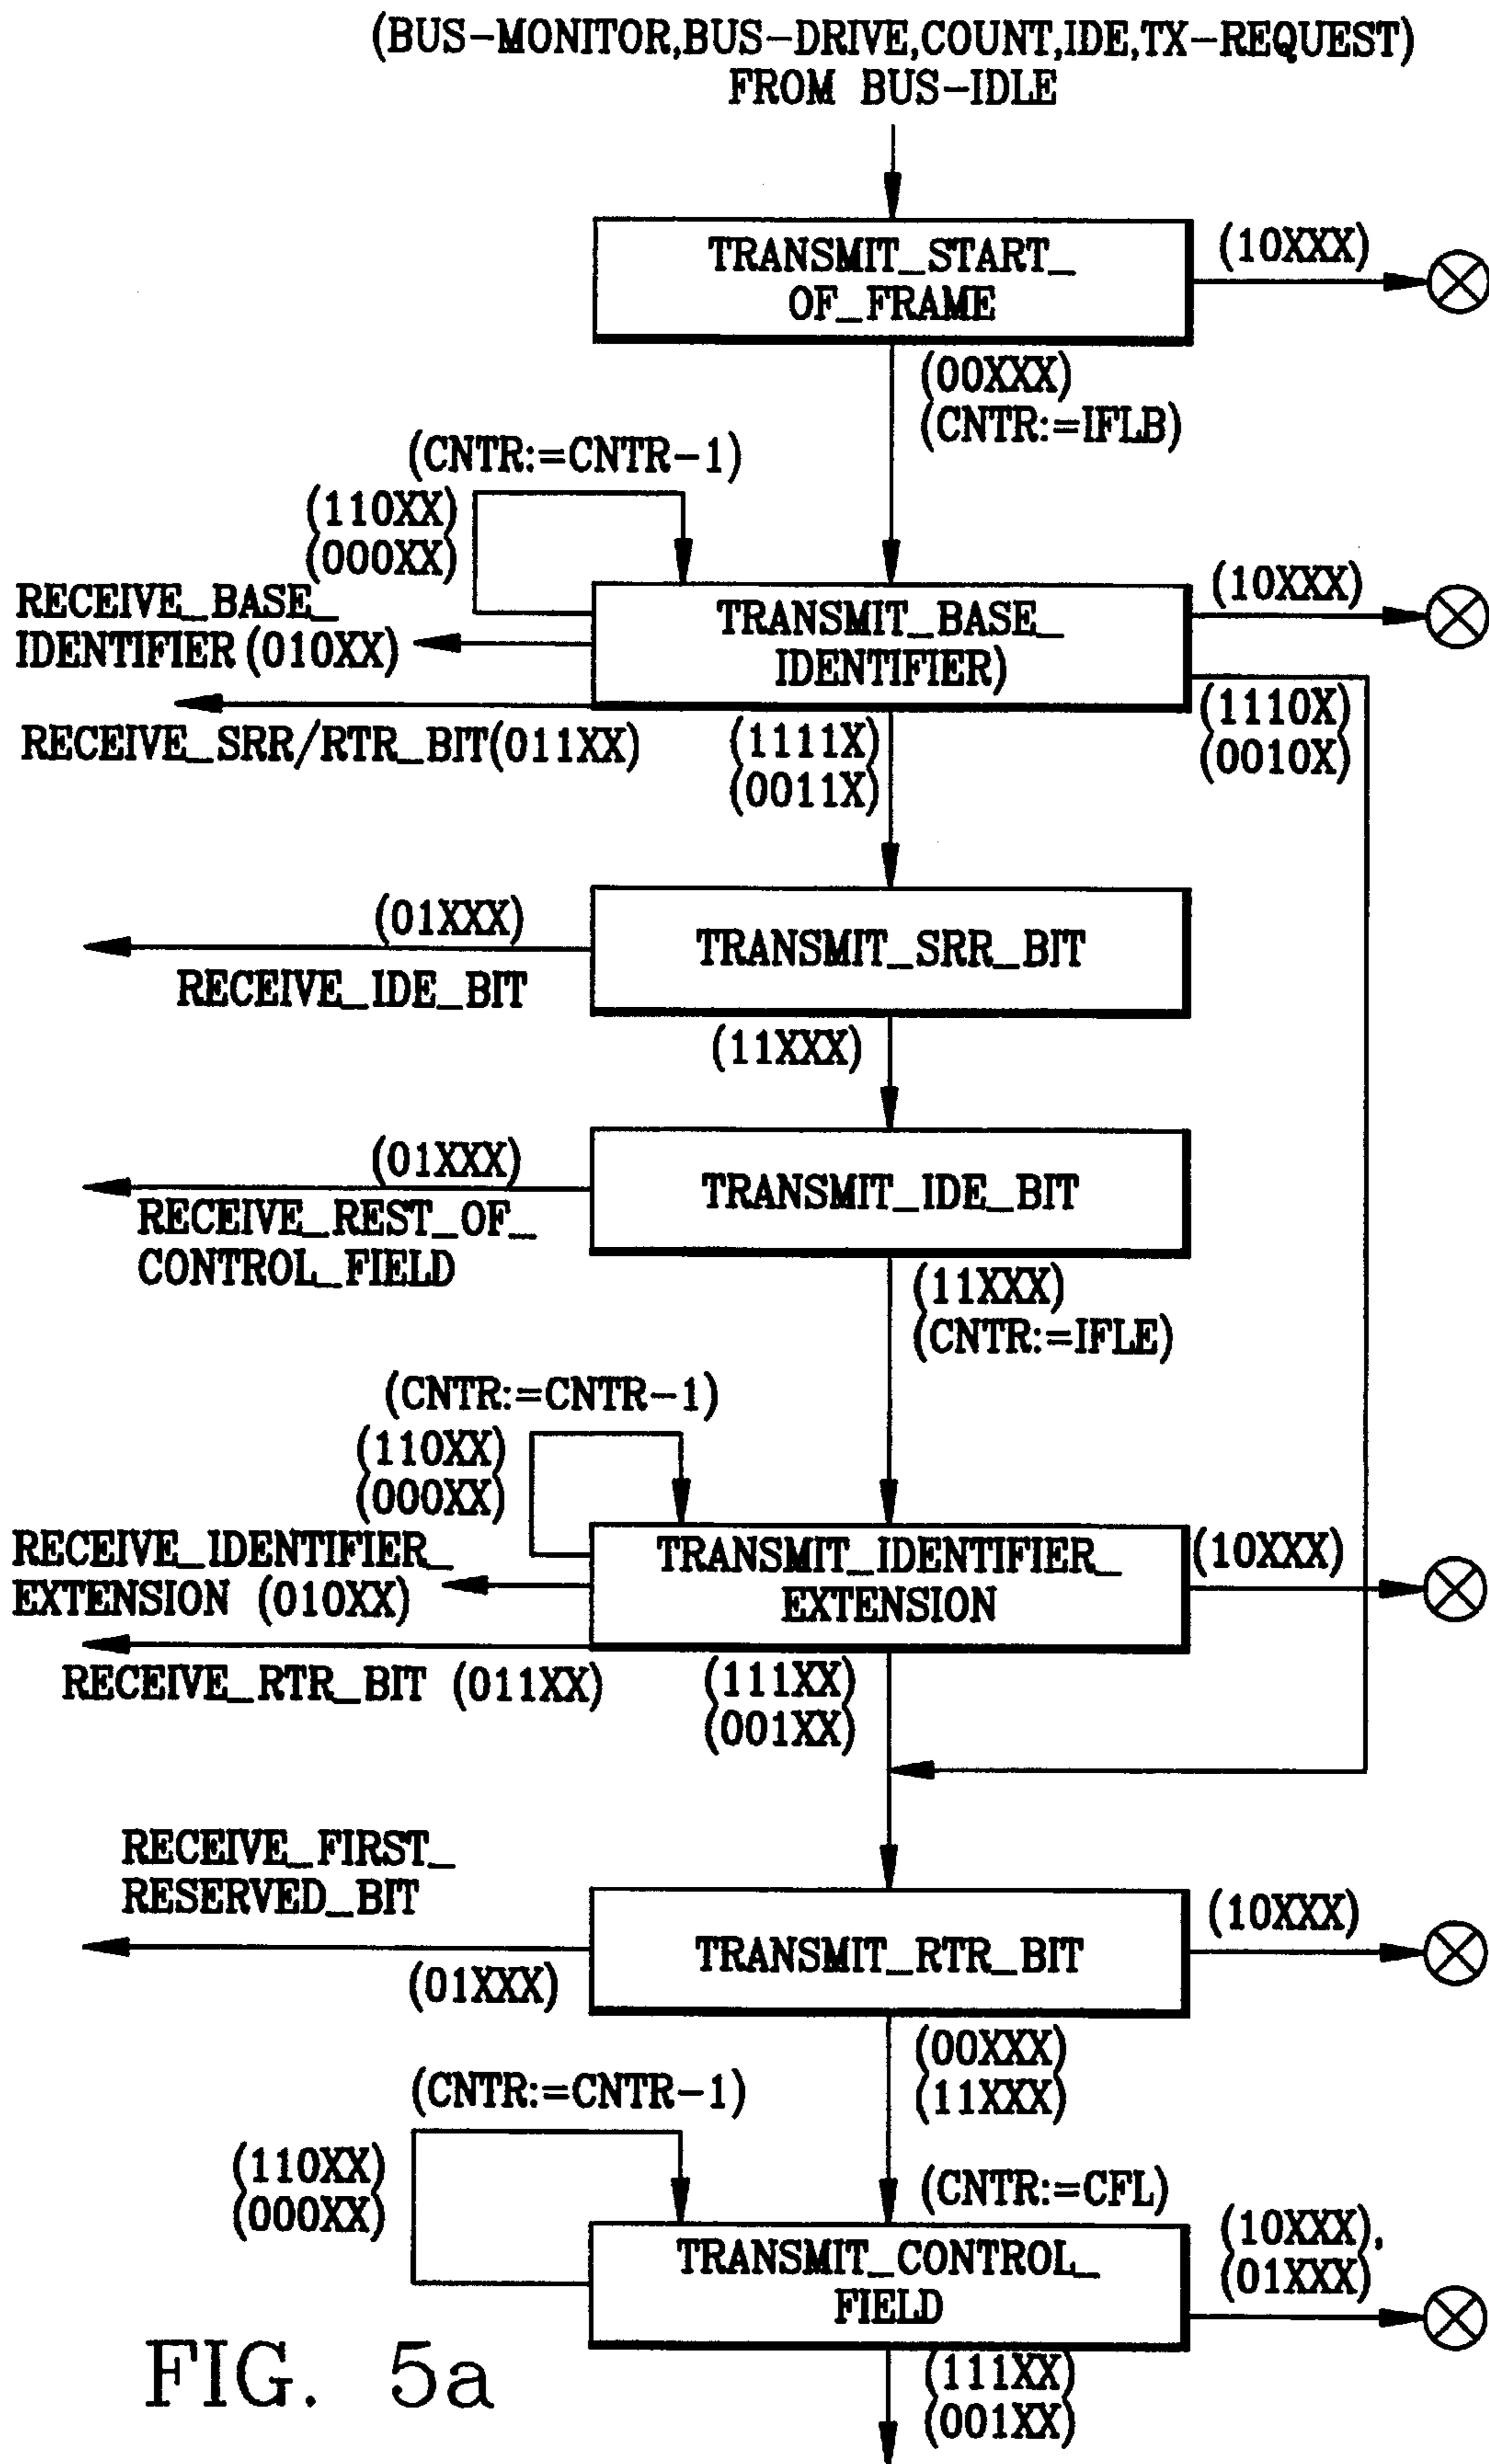 (BUS-MONITOR,BUS-DRIVE,COUNT,IDE,TX-REQUEST)
FROM BUS-IDLE
TRANSMIT_START_
OF_FRAME
(10XXX)
(00XXX)
(CNTR:=IFLB)
(CNTR:=CNTR-1)
(110XX)
(000XX)
RECEIVE_BASE_
IDENTIFIER (010XX)
TRANSMIT_BASE_
IDENTIFIER)
(10XXX)
RECEIVE_SRR/RTR_BIT(011XX)
(1111X)
(0011X)
(1110X)
(0010X)
(01XXX)
RECEIVE_IDE_BIT
TRANSMIT_SRR_BIT
(11XXX)
(01XXX)
RECEIVE_REST_OF_
CONTROL_FIELD
TRANSMIT_IDE_BIT
(11XXX)
(CNTR:=IFLE)
(CNTR:=CNTR-1)
(110XX)
(000XX)
RECEIVE_IDENTIFIER_
EXTENSION (010XX)
TRANSMIT_IDENTIFIER_
EXTENSION
(10XXX)
RECEIVE_RTR_BIT (011XX)
(111XX)
(001XX)
RECEIVE_FIRST_
RESERVED_BIT
(01XXX)
TRANSMIT_RTR_BIT
(10XXX)
(00XXX)
(11XXX)
(CNTR:=CNTR-1)
(110XX)
(000XX)
(CNTR:=CFL)
TRANSMIT_CONTROL_
FIELD
(10XXX),
(01XXX)
(111XX)
(001XX)
FIG. 5a